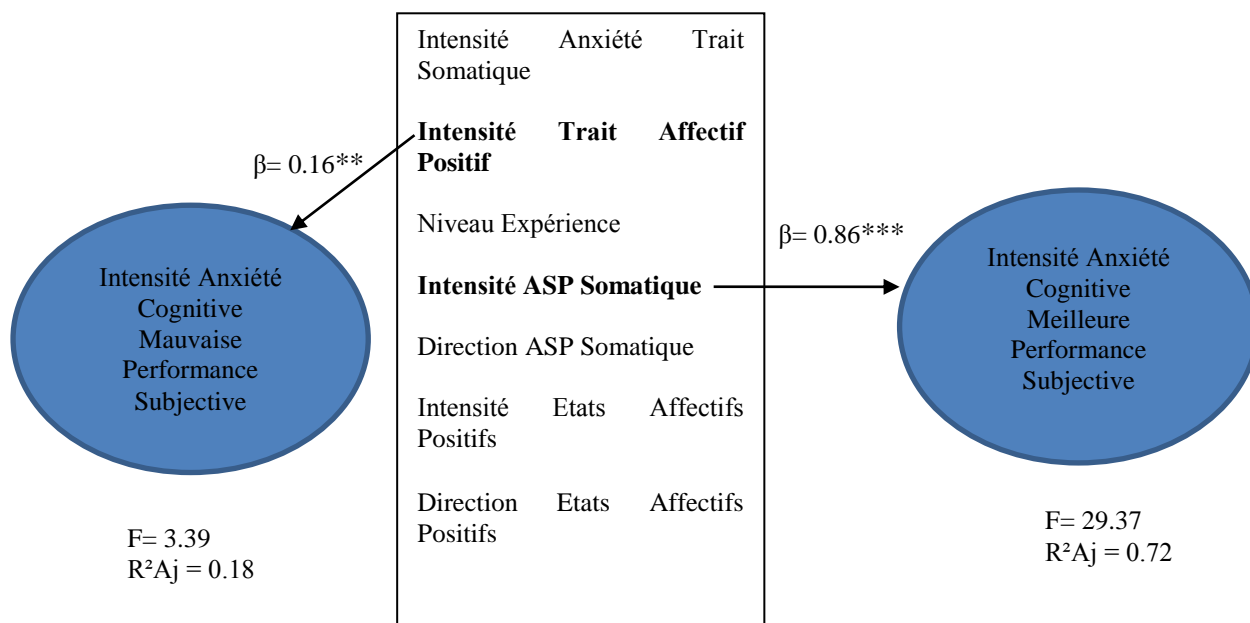 Intensité Anxiété Trait
Somatique
Intensité Trait Affectif
Positif
β= 0.16**
Niveau Expérience
β= 0.86***
Intensité Anxiété
Cognitive
Mauvaise
Performance
Subjective
Intensité ASP Somatique
Direction ASP Somatique
Intensité Etats Affectifs
Positifs
Direction Etats Affectifs
Positifs
Intensité Anxiété
Cognitive
Meilleure
Performance
Subjective
F= 3.39
R²Aj = 0.18
F= 29.37
R²Aj = 0.72